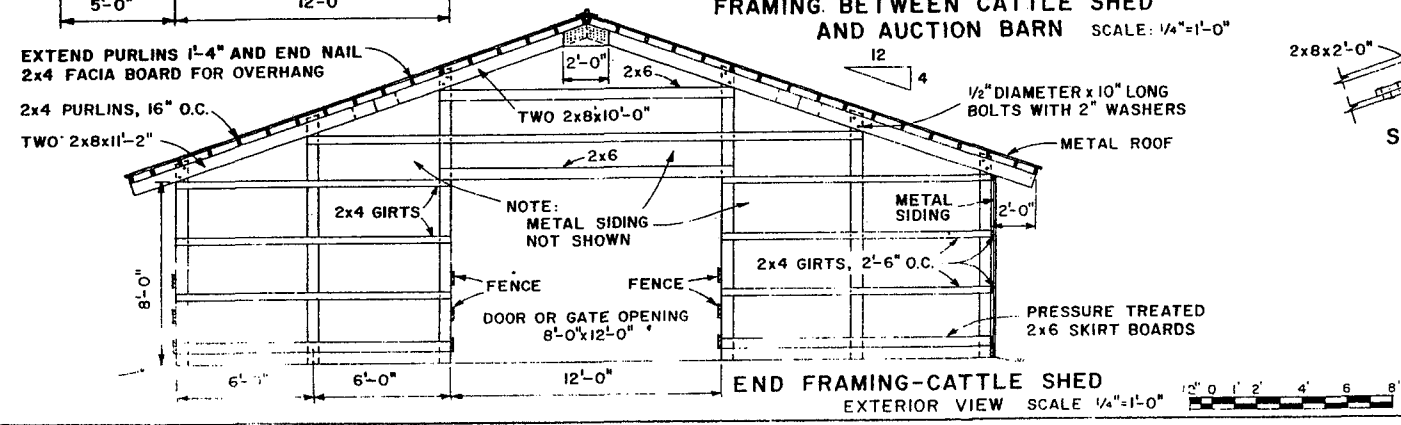 5'-0"
12'-0"
FRAMING BETWEEN CATTLE SHED
AND AUCTION BARN SCALE: 1/4"=1'-0"
EXTEND PURLINS 1'-4" AND END NAIL
2x4 FACIA BOARD FOR OVERHANG
2x4 PURLINS, 16" O.C.
TWO 2x8x11'-2"
2'-0"
2x6
TWO 2x8x10'-0"
12
4
1/2" DIAMETER x 10" LONG
BOLTS WITH 2" WASHERS
METAL ROOF
2x8x2'-0"
S
2x6
2x4 GIRTS
NOTE:
METAL SIDING
NOT SHOWN
METAL
SIDING
2'-0"
8'-0"
FENCE
FENCE
2x4 GIRTS, 2'-6" O.C.
DOOR OR GATE OPENING
8'-0"x12'-0"
PRESSURE TREATED
2x6 SKIRT BOARDS
6'-0"
6'-0"
12'-0"
END FRAMING-CATTLE SHED
EXTERIOR VIEW SCALE 1/4"=1'-0"
12" 0 1' 2' 4' 6 8'